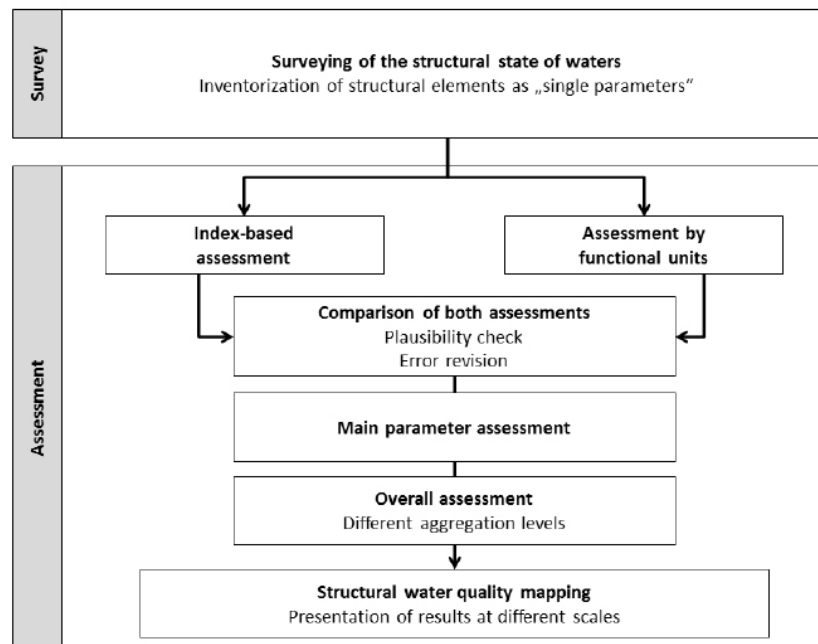 Survey
Surveying of the structural state of waters
Inventorization of structural elements as „single parameters“
Assessment
Index-based
assessment
Assessment by
functional units
Comparison of both assessments
Plausibility check
Error revision
Main parameter assessment
Overall assessment
Different aggregation levels
Structural water quality mapping
Presentation of results at different scales